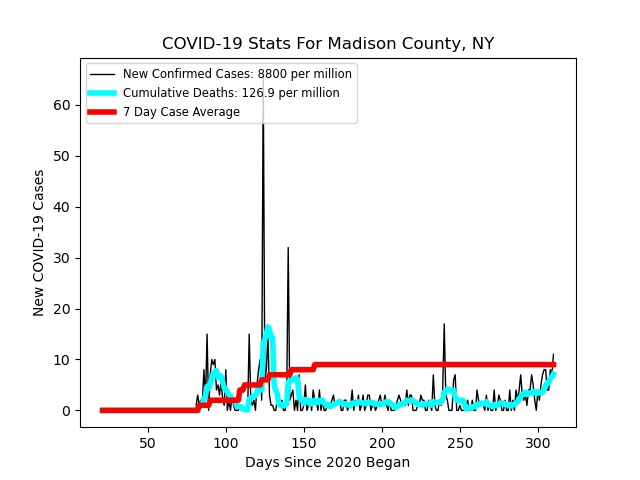 COVID-19 Stats For Madison County, NY
New Confirmed Cases: 8800 per million
Cumulative Deaths: 126.9 per million
7 Day Case Average
New COVID-19 Cases
60
50
40
30
20
10
0
50 100 150 200 250 300
Days Since 2020 Began